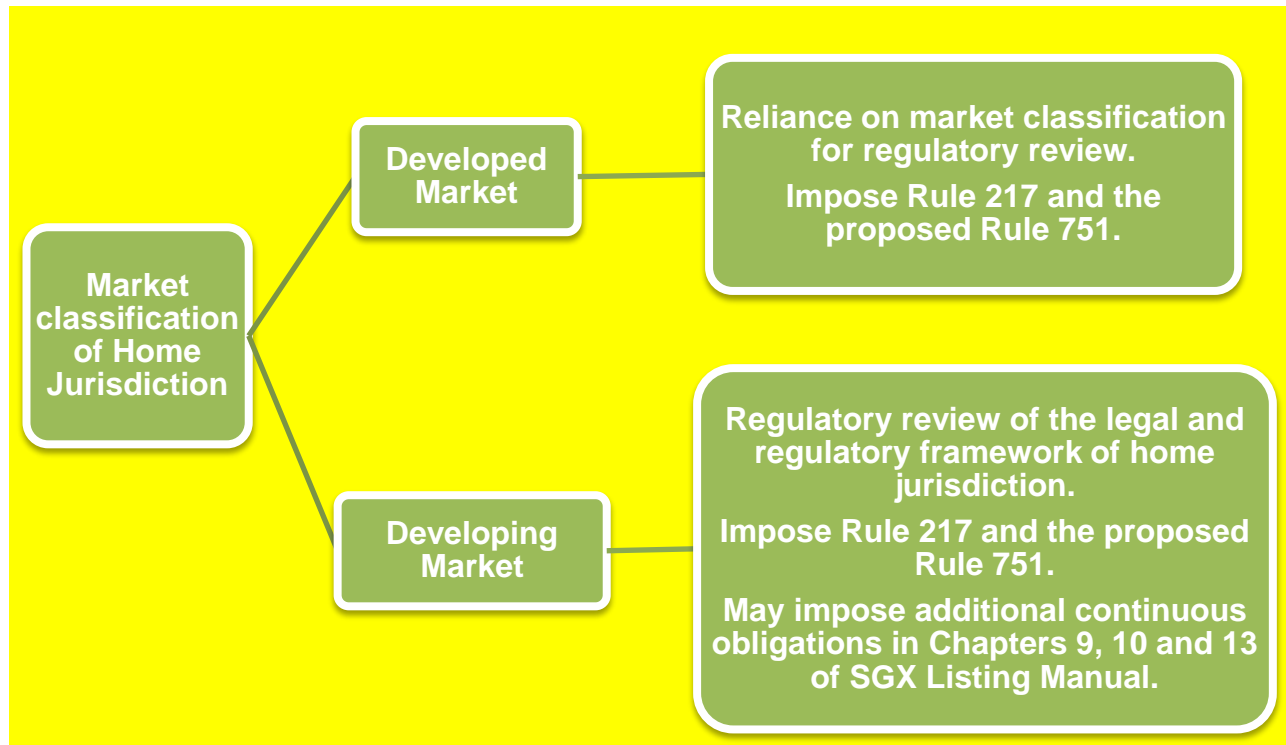 Market
classification
of Home
Jurisdiction
Developed
Market
Reliance on market classification
for regulatory review.
Impose Rule 217 and the
proposed Rule 751.
Developing
Market
Regulatory review of the legal and
regulatory framework of home
jurisdiction.
Impose Rule 217 and the proposed
Rule 751.
May impose additional continuous
obligations in Chapters 9, 10 and 13
of SGX Listing Manual.